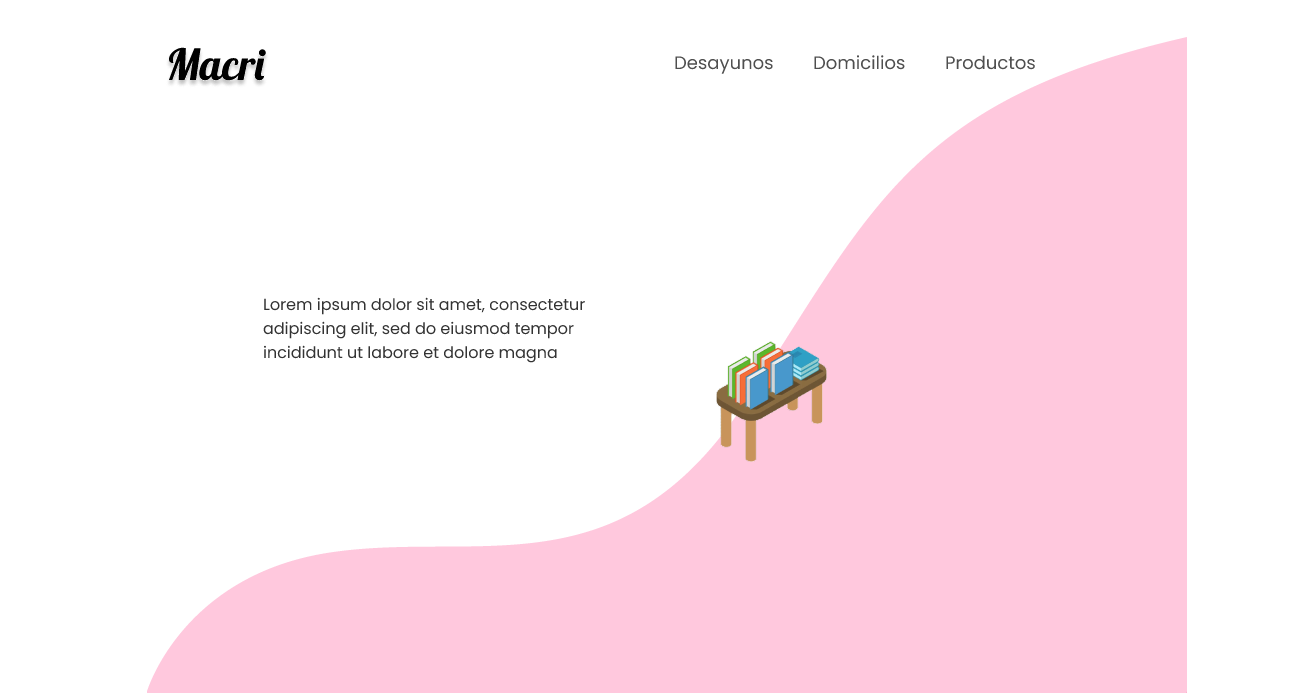 Macri
Desayunos Domicilios Productos
Lorem ipsum dolor sit amet, consectetur
adipiscing elit, sed do eiusmod tempor
incididunt ut labore et dolore magna